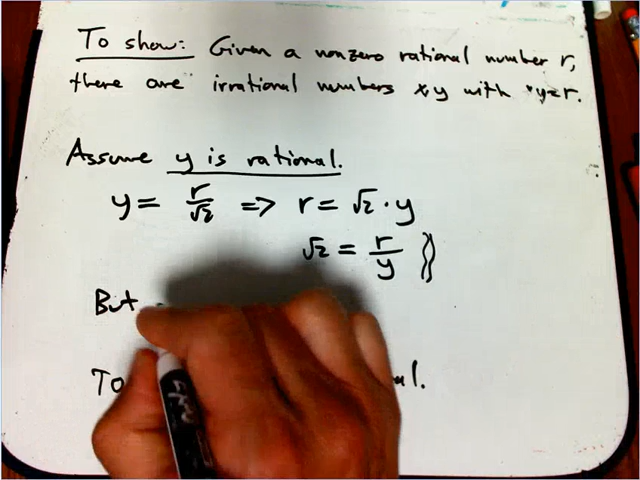 To show: Given a nonzero rational number r,
there are irrational numbers x,y with xy=r.
Assume y is rational.
y = r/√2 => r = √2 · y
√2 = r/y
But
To